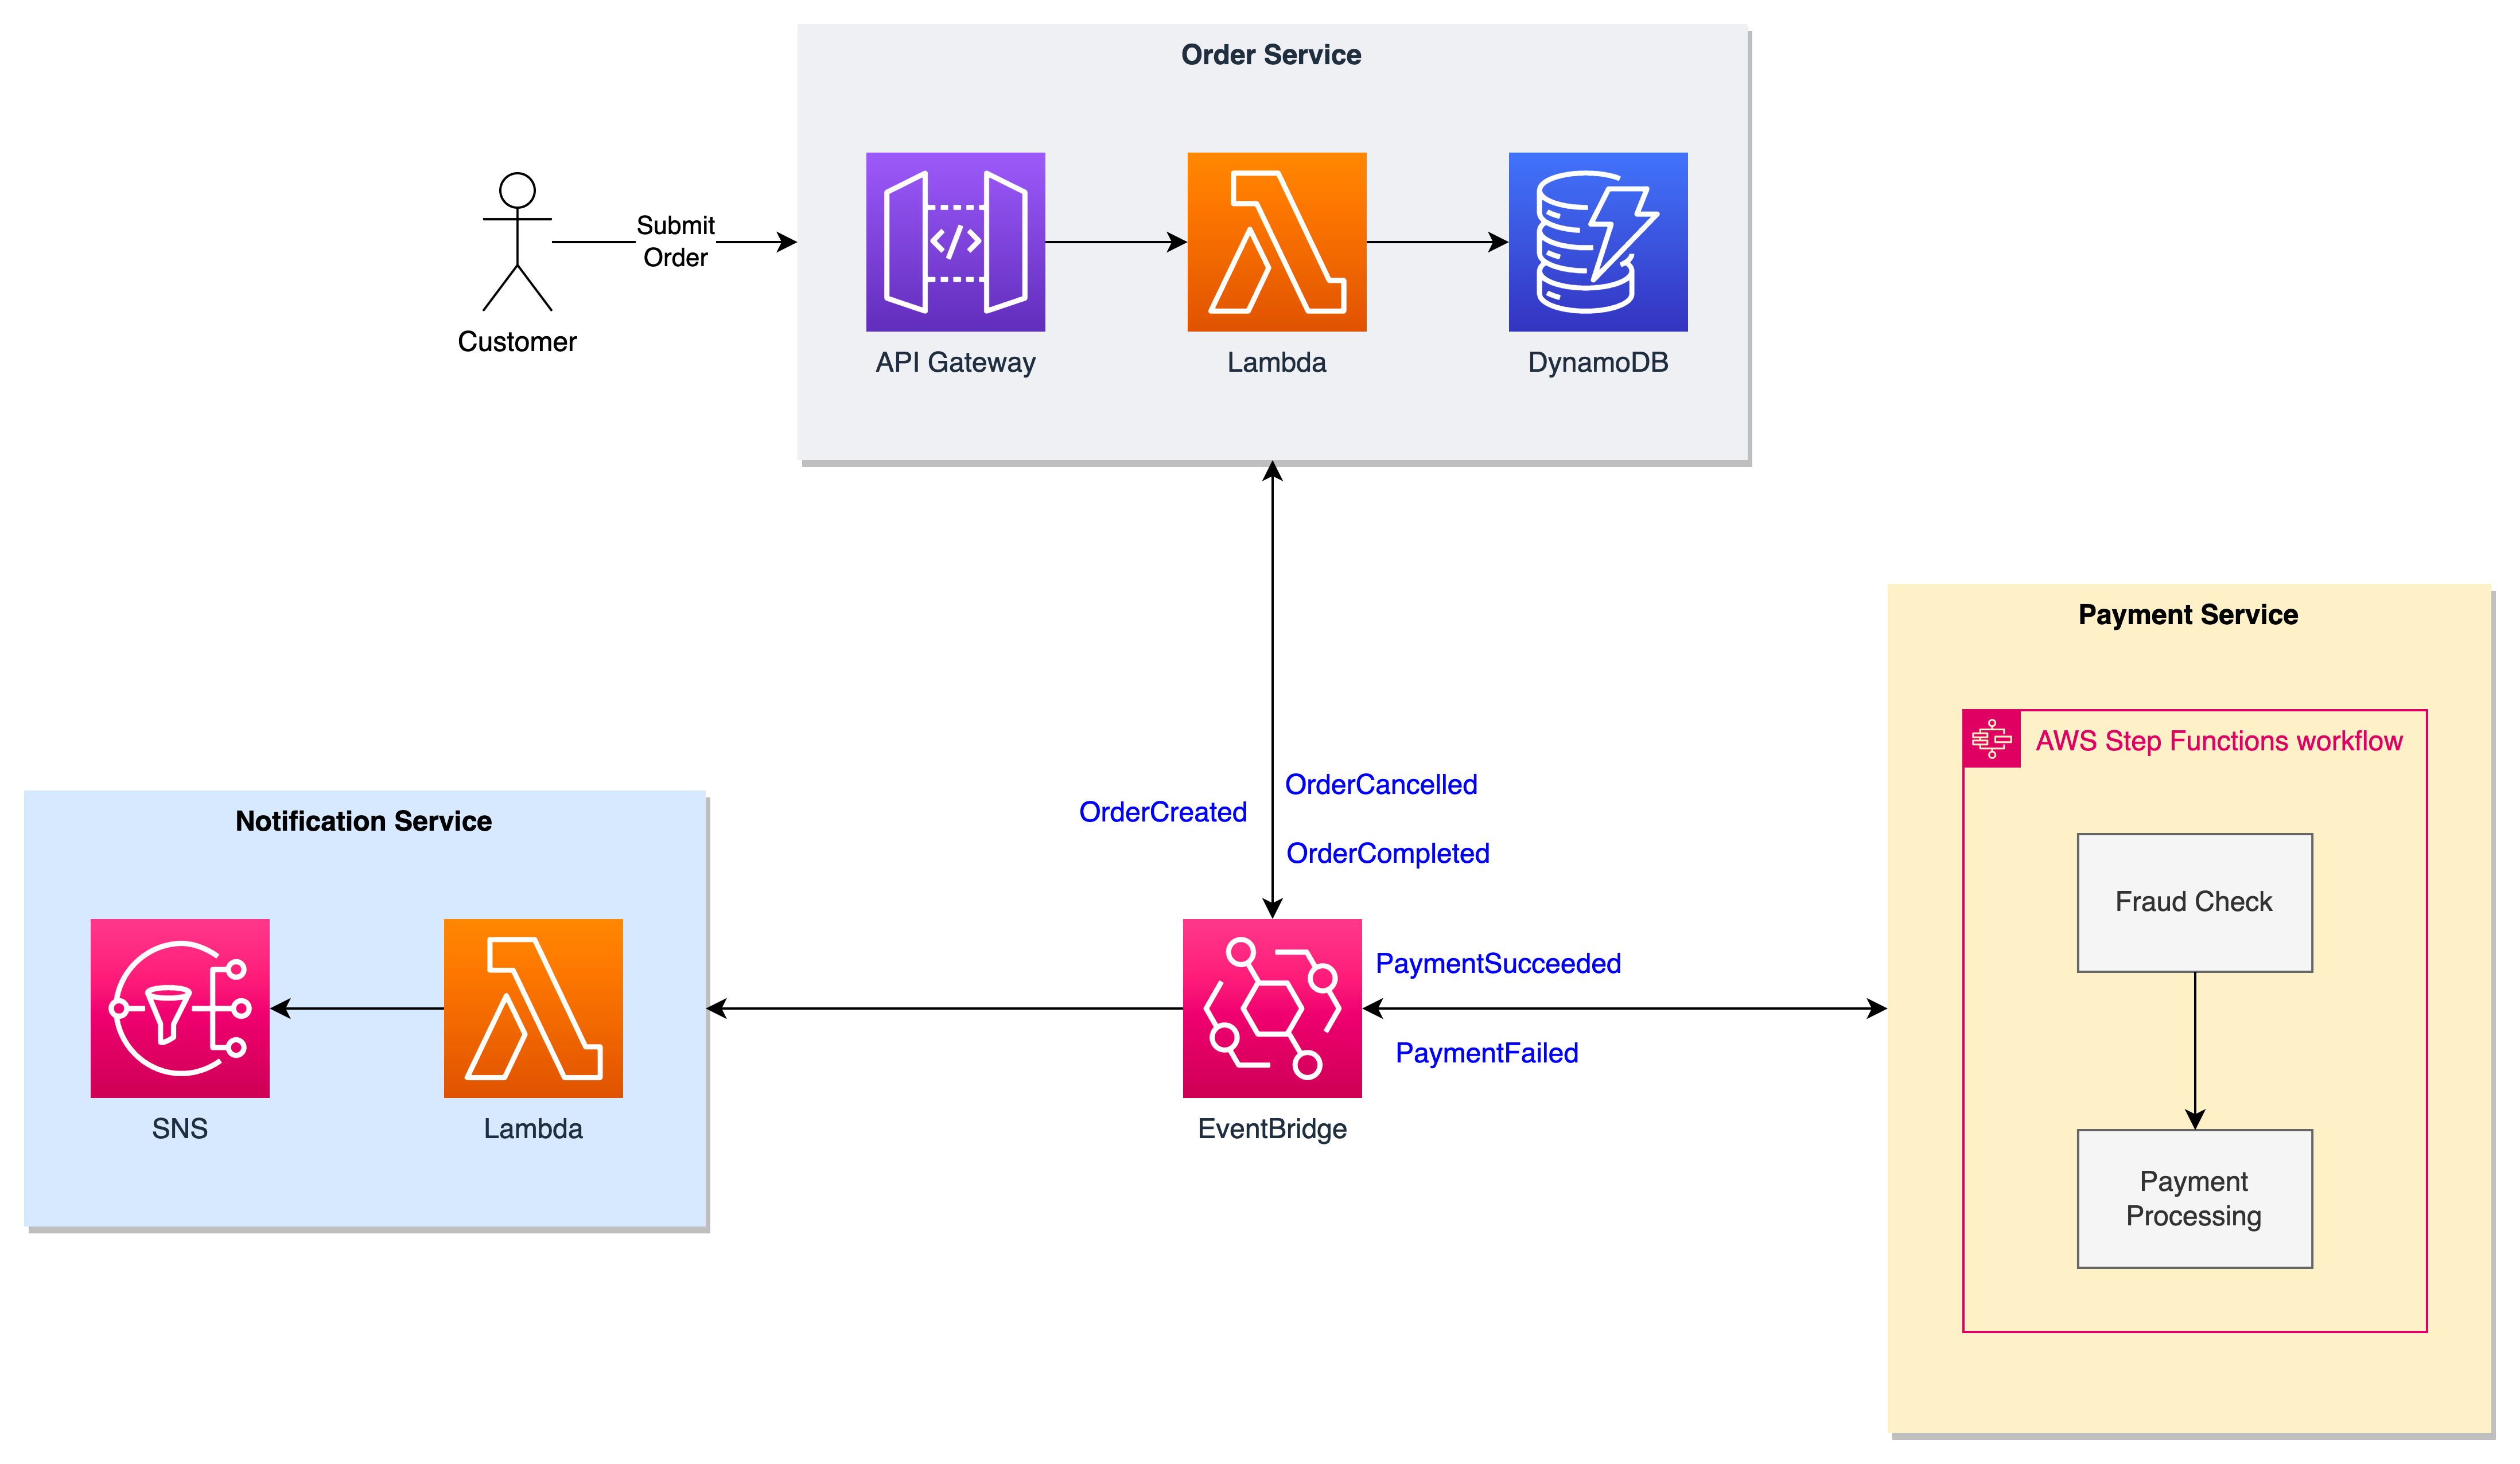 Order Service
Submit
Order
Customer
API Gateway
Lambda
DynamoDB
Payment Service
AWS Step Functions workflow
Notification Service
OrderCreated
OrderCancelled
OrderCompleted
Fraud Check
PaymentSucceeded
PaymentFailed
SNS
Lambda
EventBridge
Payment
Processing